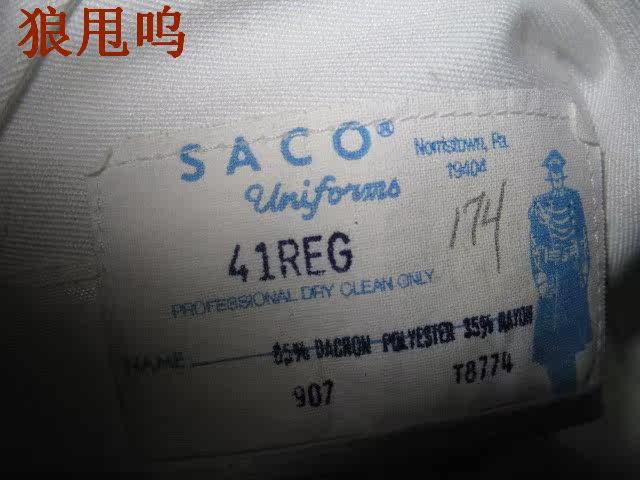 狼甩呜
SACO® Norristown, Pa.
19404
Uniforms
174
41REG
PROFESSIONAL DRY CLEAN ONLY
NAME 65% DACRON POLYESTER 35% RAYON
907 T8774